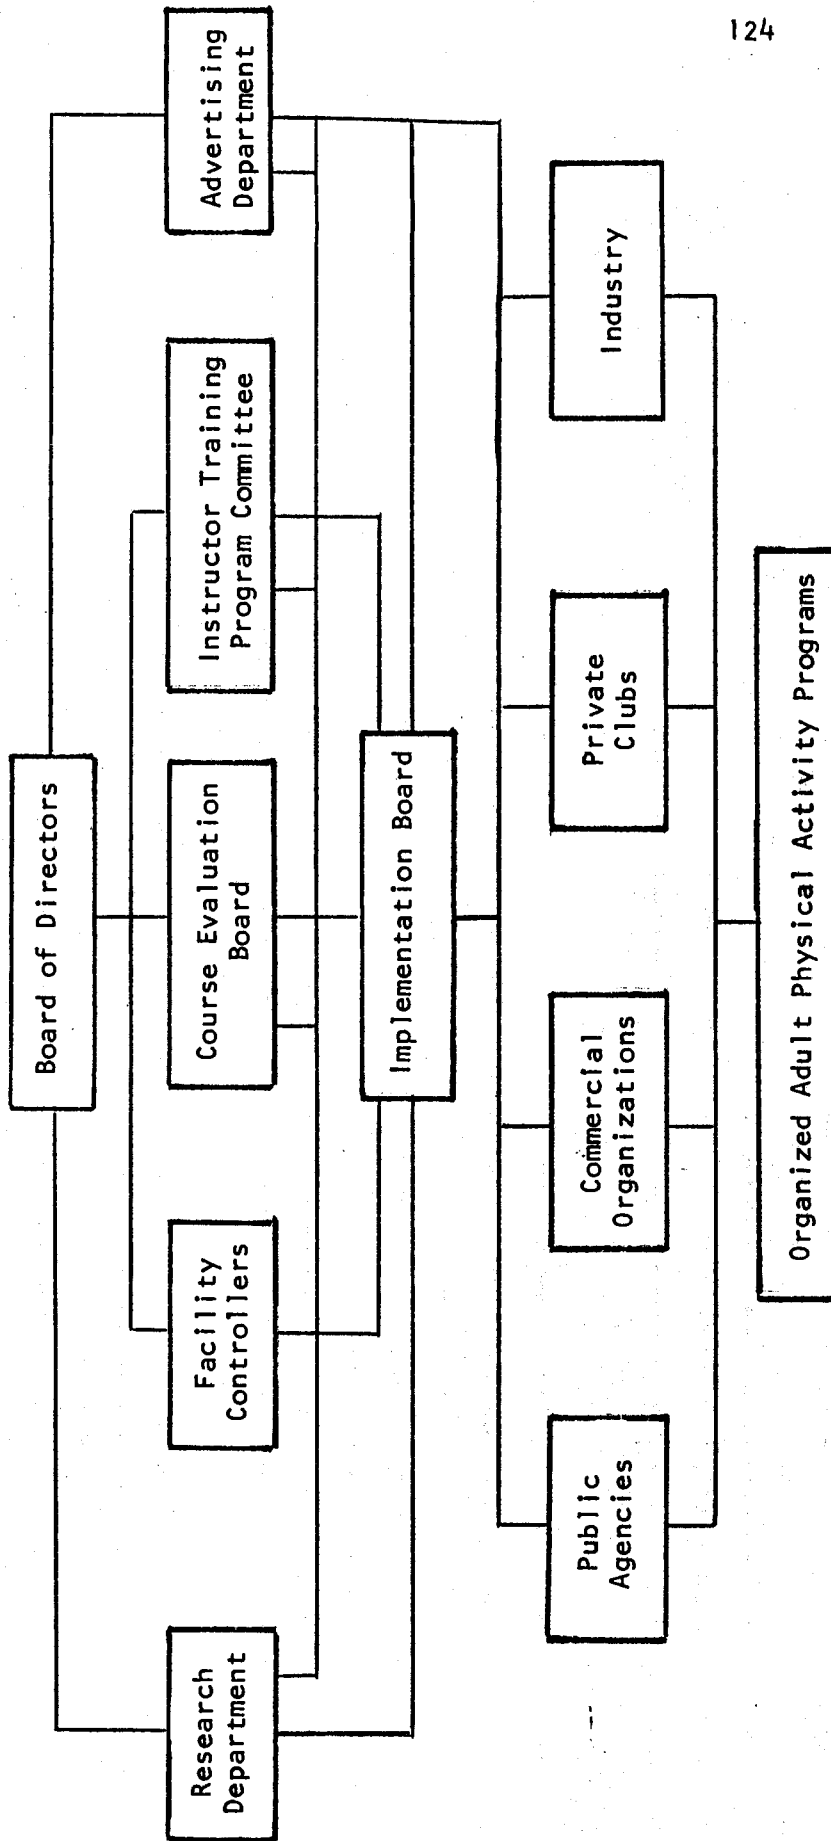 124
Board of Directors
Research
Department
Facility
Controllers
Course Evaluation
Board
Instructor Training
Program Committee
Advertising
Department
Implementation Board
Public
Agencies
Commercial
Organizations
Private
Clubs
Industry
Organized Adult Physical Activity Programs